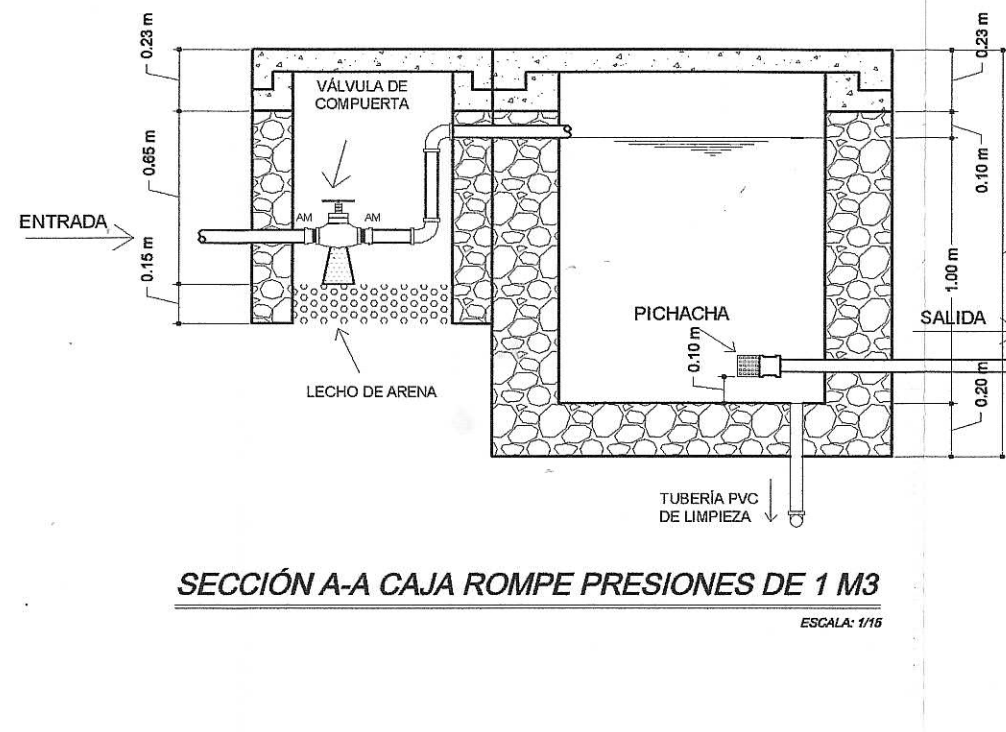 0.23 m
0.23 m
VÁLVULA DE
COMPUERTA
0.65 m
0.10 m
AM
AM
ENTRADA
0.15 m
1.00 m
PICHACHA
SALIDA
0.10 m
0.20 m
LECHO DE ARENA
TUBERÍA PVC
DE LIMPIEZA
SECCIÓN A-A CAJA ROMPE PRESIONES DE 1 M3
ESCALA: 1/15